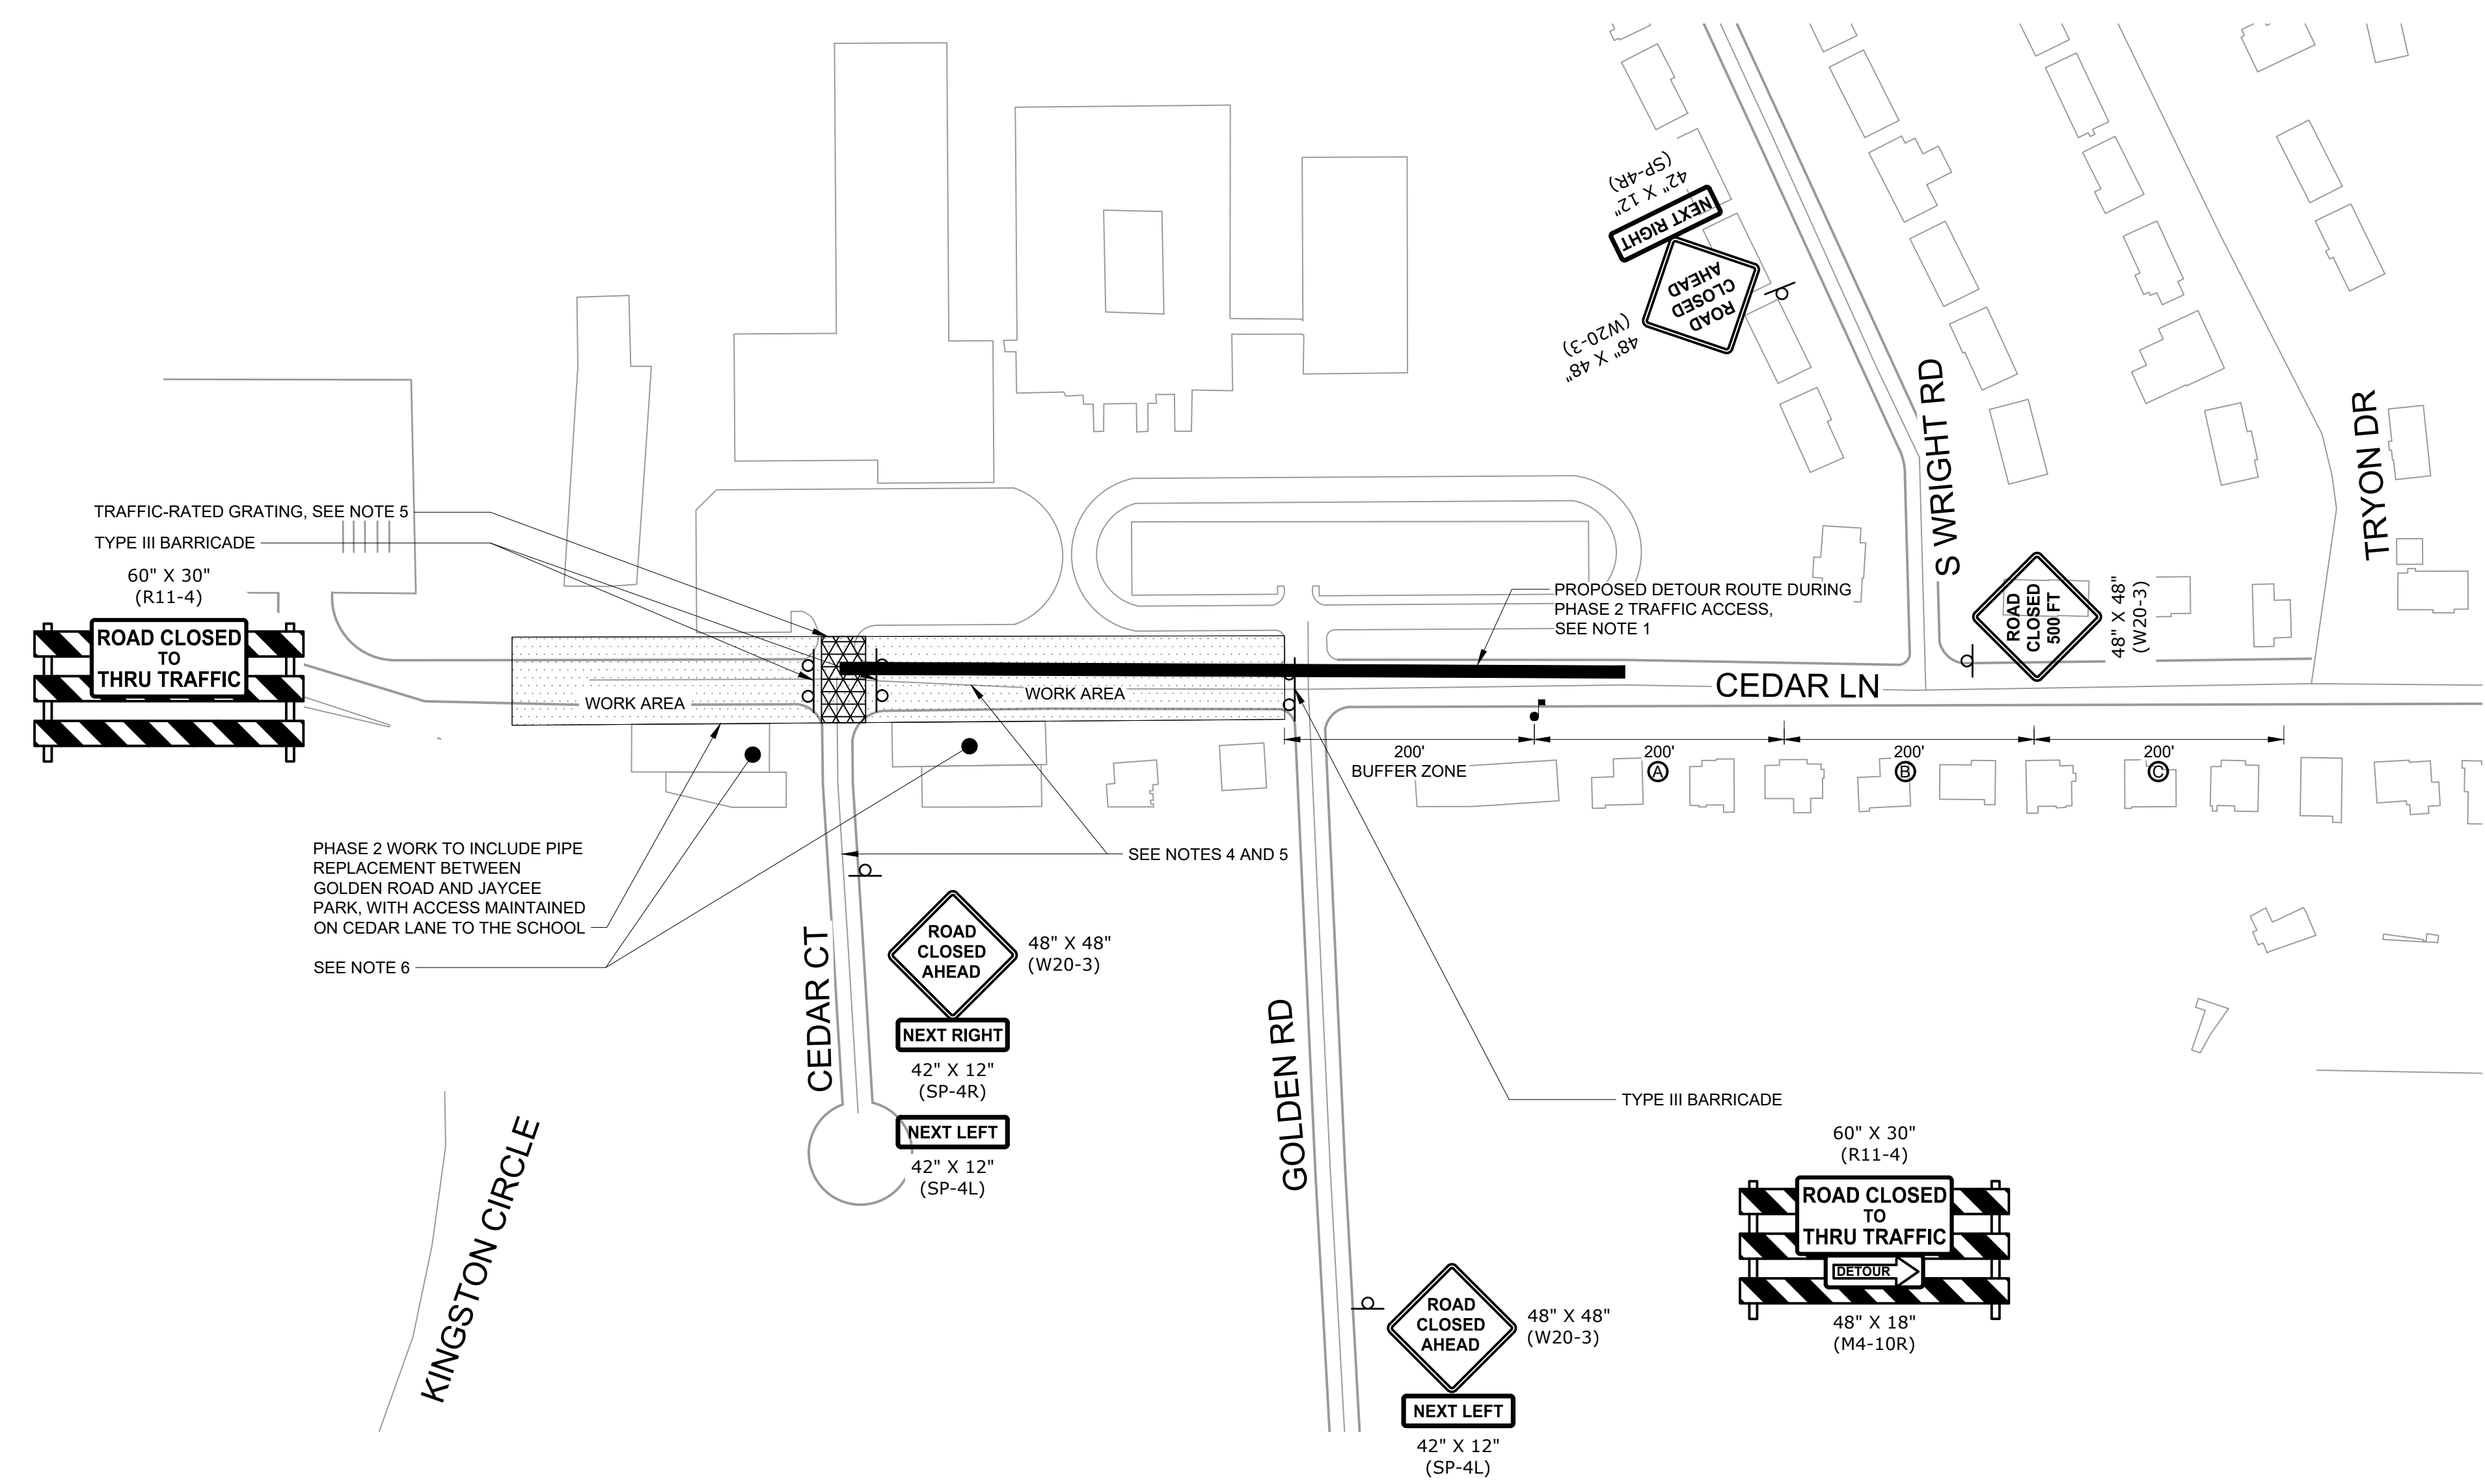 42" X 12"
(SP-4R)
NEXT RIGHT
ROAD
CLOSED
AHEAD
48" X 48"
(W20-3)
S WRIGHT RD
TRYON DR
TRAFFIC-RATED GRATING, SEE NOTE 5
TYPE III BARRICADE
60" X 30"
(R11-4)
ROAD CLOSED
TO
THRU TRAFFIC
PROPOSED DETOUR ROUTE DURING
PHASE 2 TRAFFIC ACCESS,
SEE NOTE 1
ROAD
CLOSED
500 FT
48" X 48"
(W20-3)
WORK AREA
WORK AREA
CEDAR LN
200'
BUFFER ZONE
200'
A
200'
B
200'
C
PHASE 2 WORK TO INCLUDE PIPE
REPLACEMENT BETWEEN
GOLDEN ROAD AND JAYCEE
PARK, WITH ACCESS MAINTAINED
ON CEDAR LANE TO THE SCHOOL
SEE NOTE 6
SEE NOTES 4 AND 5
CEDAR CT
ROAD
CLOSED
AHEAD
48" X 48"
(W20-3)
NEXT RIGHT
42" X 12"
(SP-4R)
NEXT LEFT
42" X 12"
(SP-4L)
KINGSTON CIRCLE
GOLDEN RD
TYPE III BARRICADE
60" X 30"
(R11-4)
ROAD CLOSED
TO
THRU TRAFFIC
DETOUR
48" X 18"
(M4-10R)
ROAD
CLOSED
AHEAD
48" X 48"
(W20-3)
NEXT LEFT
42" X 12"
(SP-4L)